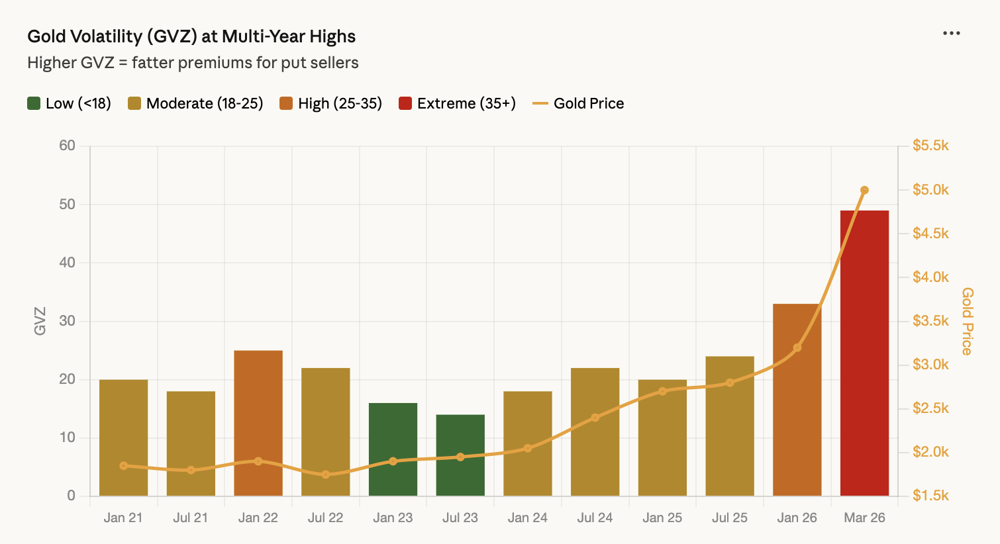 Gold Volatility (GVZ) at Multi-Year Highs
Higher GVZ = fatter premiums for put sellers
Low (<18) Moderate (18-25) High (25-35) Extreme (35+) Gold Price
60
50
40
30
20
10
0
GVZ
$5.5k
$5.0k
$4.5k
$4.0k
$3.5k
$3.0k
$2.5k
$2.0k
$1.5k
Gold Price
Jan 21 Jul 21 Jan 22 Jul 22 Jan 23 Jul 23 Jan 24 Jul 24 Jan 25 Jul 25 Jan 26 Mar 26